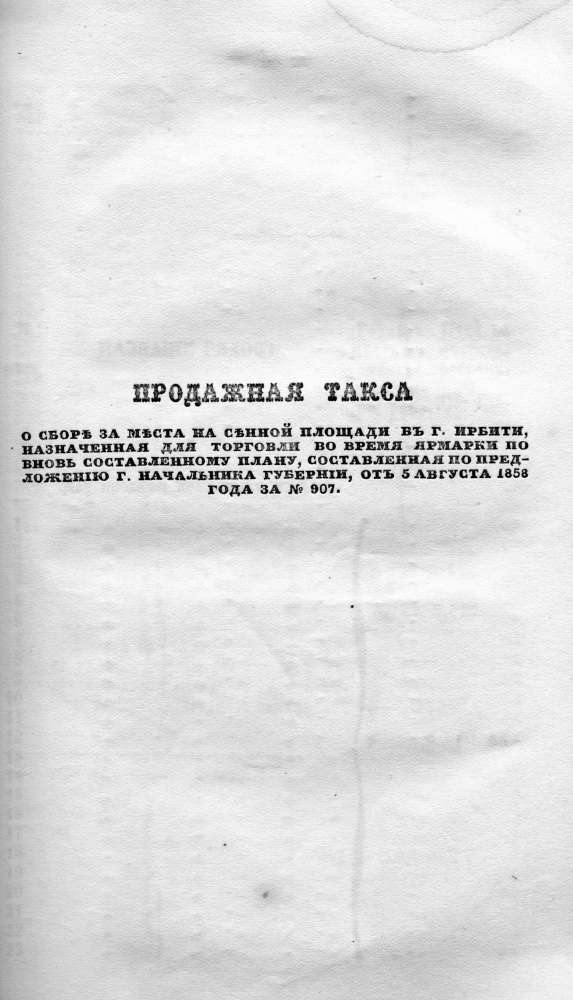 ПРОДАЖНАЯ ТАКСА
О СБОРѢ ЗА МѢСТА НА СѢННОЙ ПЛОЩАДИ ВЪ Г. ИРБИТИ,
НАЗНАЧЕННАЯ ДЛЯ ТОРГОВЛИ ВО ВРЕМЯ ЯРМАРКИ ПО
ВНОВЬ СОСТАВЛЕННОМУ ПЛАНУ, СОСТАВЛЕННАЯ ПО ПРЕД-
ЛОЖЕНІЮ Г. НАЧАЛЬНИКА ГУБЕРНІИ, ОТЪ 5 АВГУСТА 1858
ГОДА ЗА № 907.